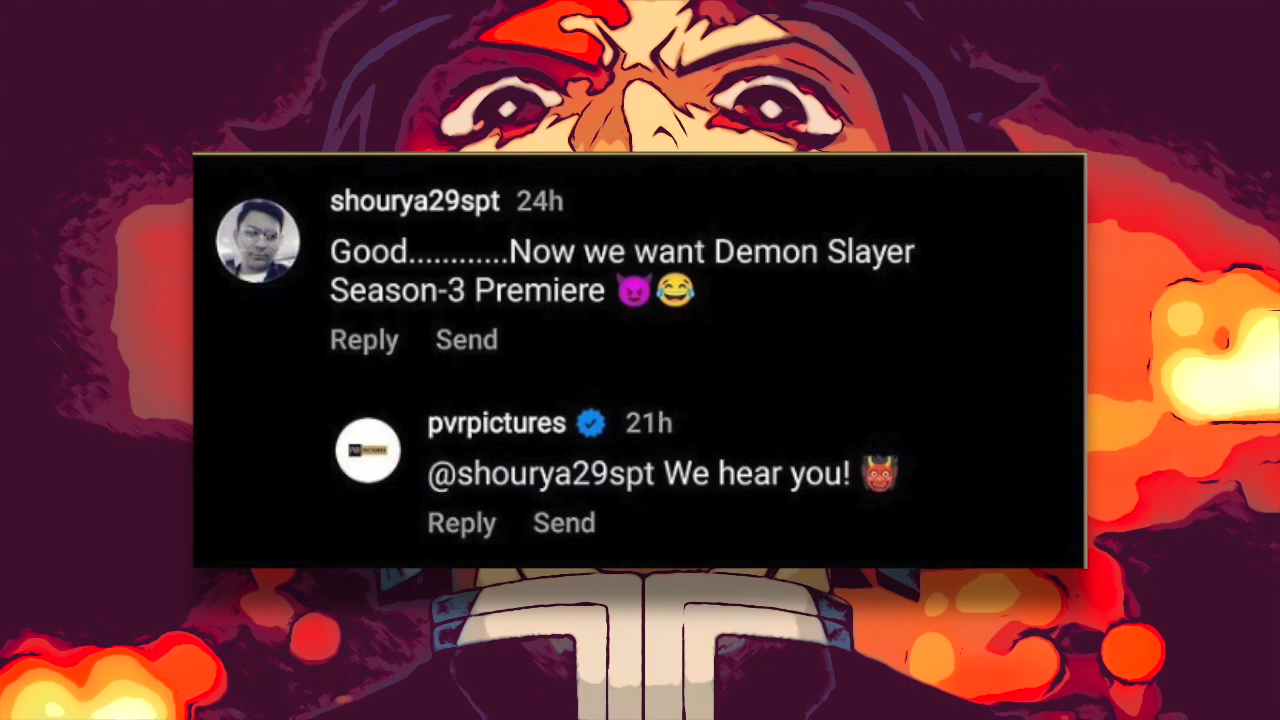 shourya29spt 24h
Good............Now we want Demon Slayer
Season-3 Premiere 😈😂
Reply Send
pvrpictures 21h
@shourya29spt We hear you! 👹
Reply Send